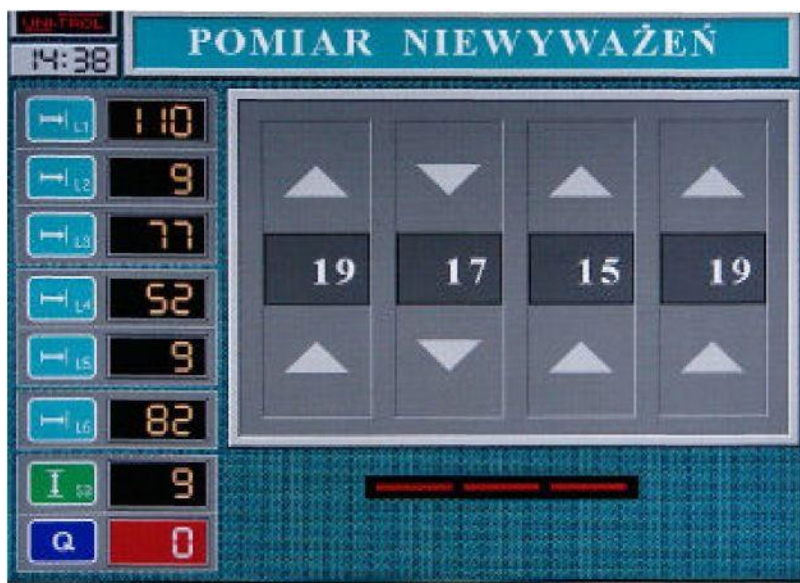 UNI-TROL
14:38
POMIAR NIEWYWAŻEŃ
L1 110
L2 9
L3 77
L4 52
L5 9
L6 82
9
Q 0
19 17 15 19